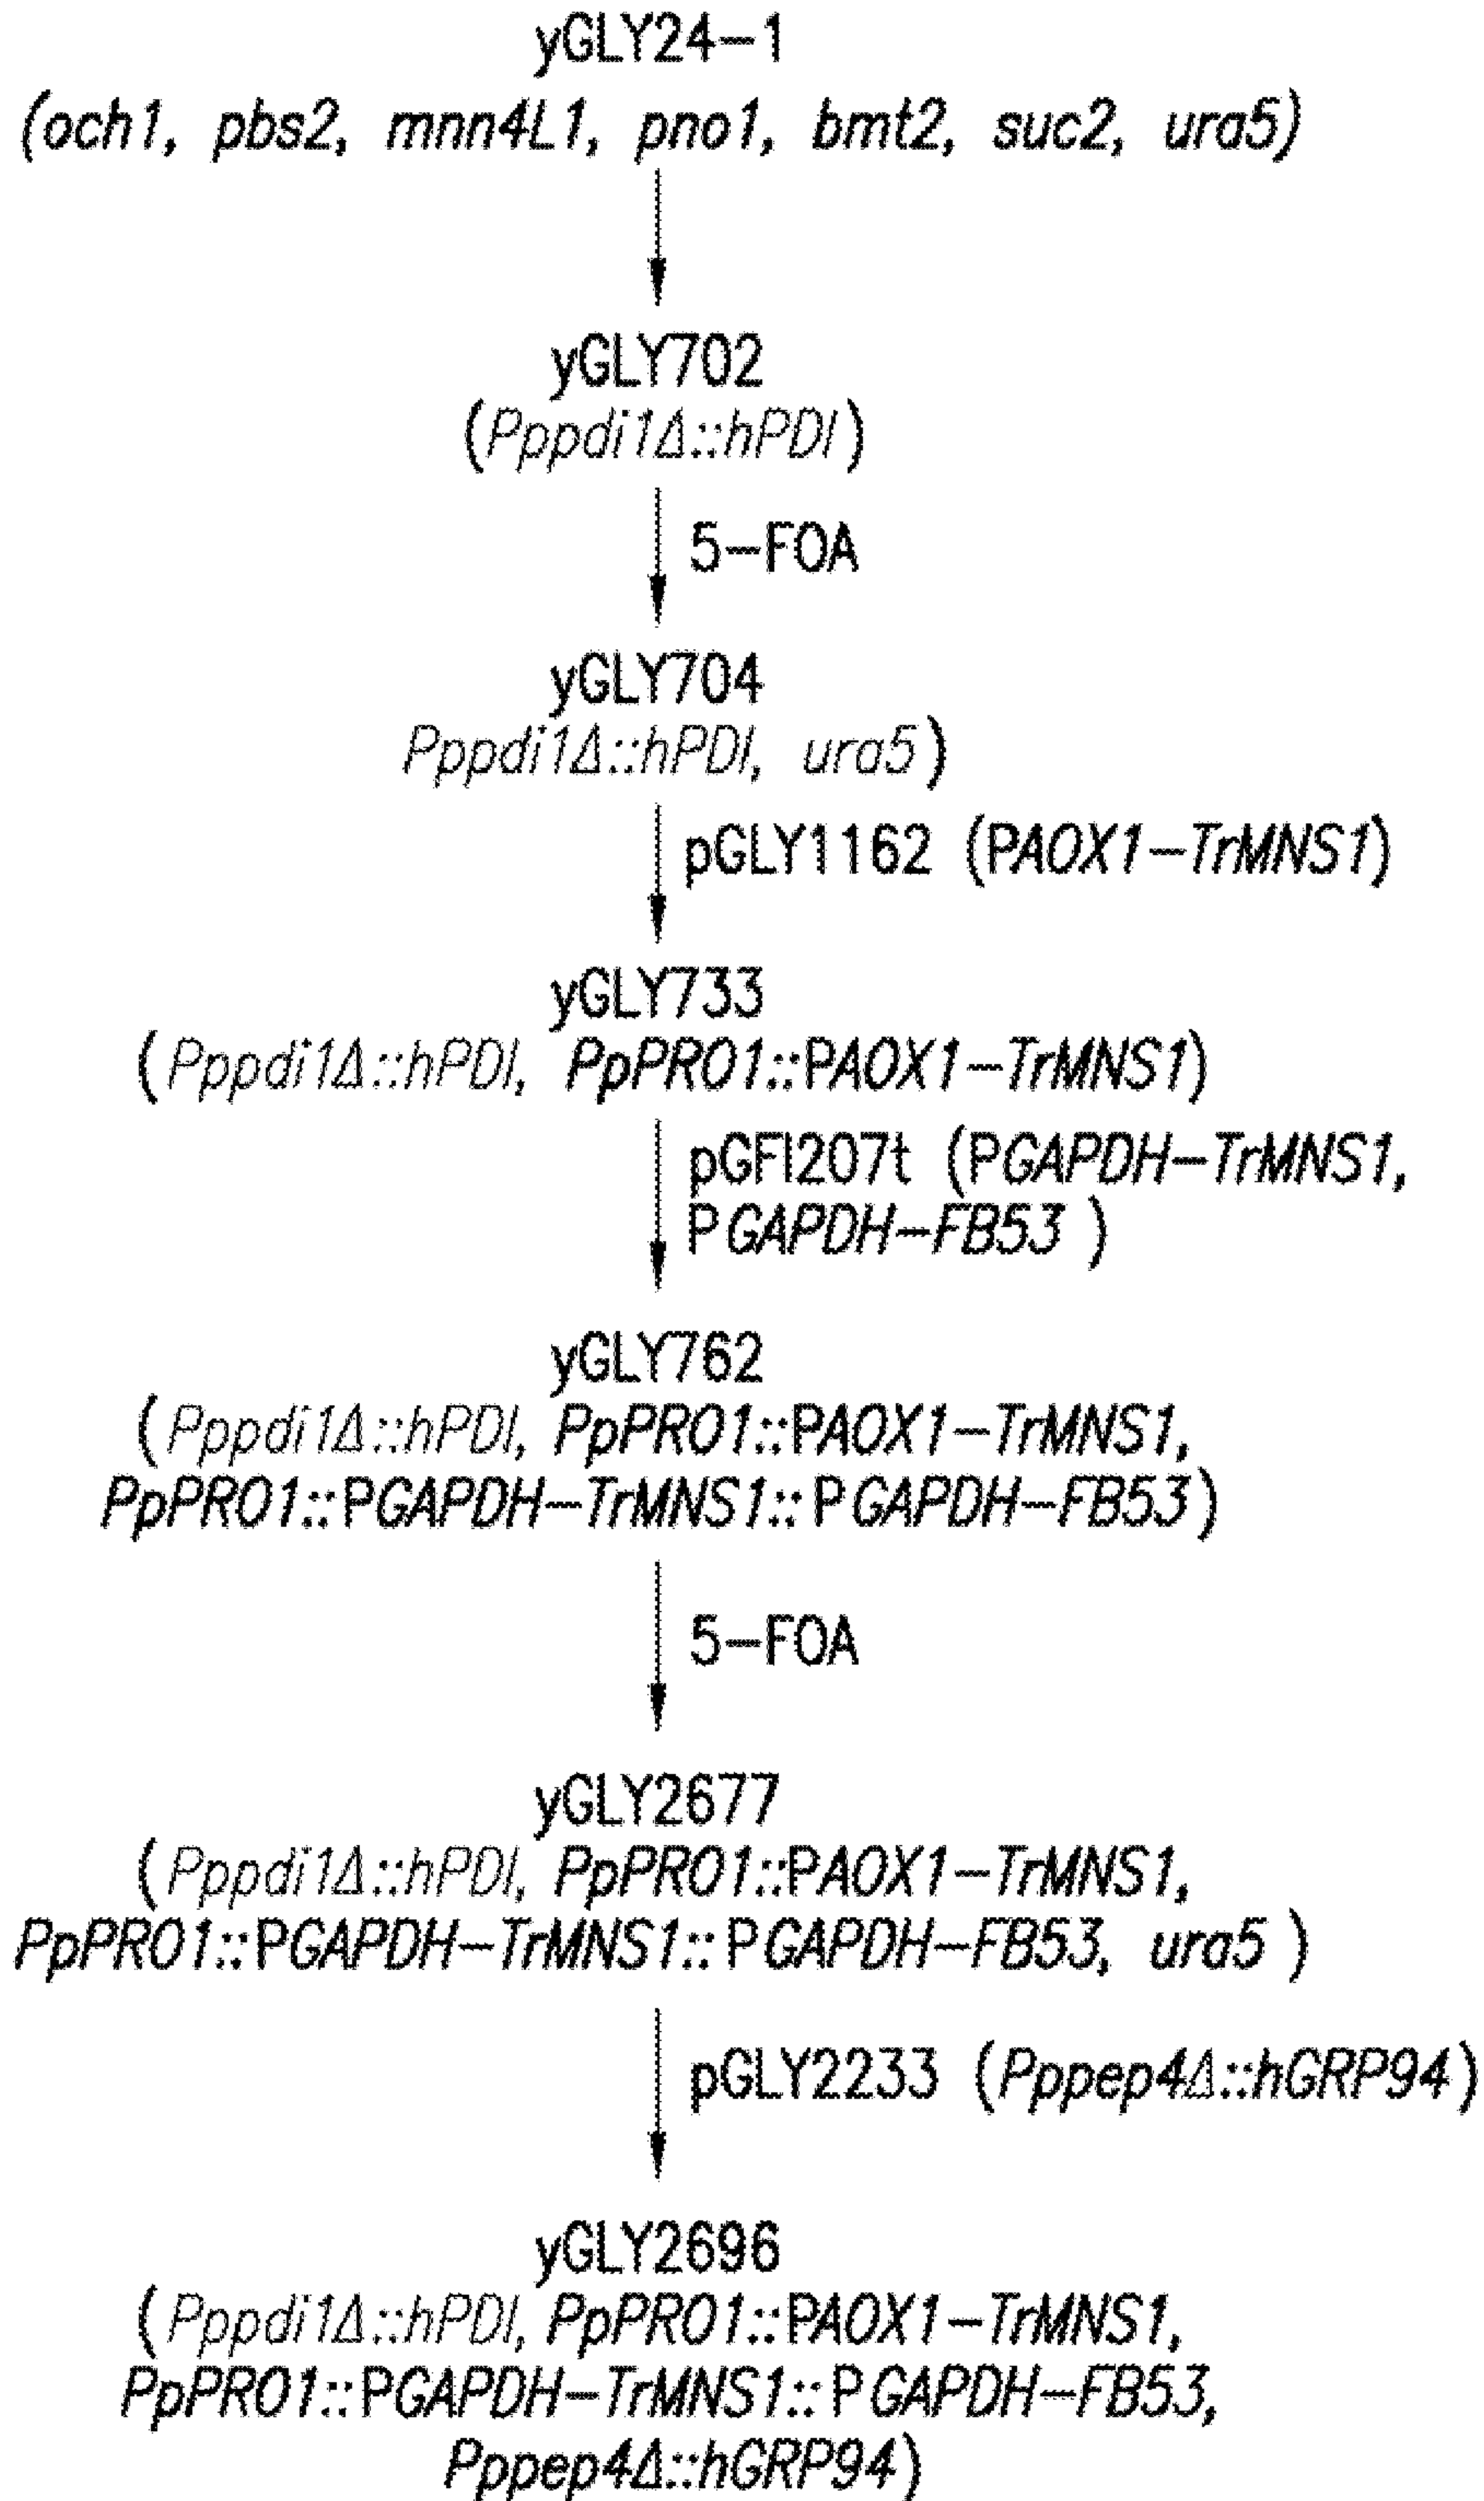 yGLY24-1
(och1, pbs2, mnn4L1, pno1, bmt2, suc2, ura5)
yGLY702
(Pppdi1Δ::hPDI)
5-FOA
yGLY704
Pppdi1Δ::hPDI, ura5)
pGLY1162 (PAOX1-TrMNS1)
yGLY733
(Pppdi1Δ::hPDI, PpPRO1::PAOX1-TrMNS1)
pGFI207t (PGAPDH-TrMNS1,
PGAPDH-FB53 )
yGLY762
(Pppdi1Δ::hPDI, PpPRO1::PAOX1-TrMNS1,
PpPRO1::PGAPDH-TrMNS1::PGAPDH-FB53)
5-FOA
yGLY2677
(Pppdi1Δ::hPDI, PpPRO1::PAOX1-TrMNS1,
PpPRO1::PGAPDH-TrMNS1::PGAPDH-FB53, ura5 )
pGLY2233 (Pppep4Δ::hGRP94)
yGLY2696
(Pppdi1Δ::hPDI, PpPRO1::PAOX1-TrMNS1,
PpPRO1::PGAPDH-TrMNS1::PGAPDH-FB53,
Pppep4Δ::hGRP94)